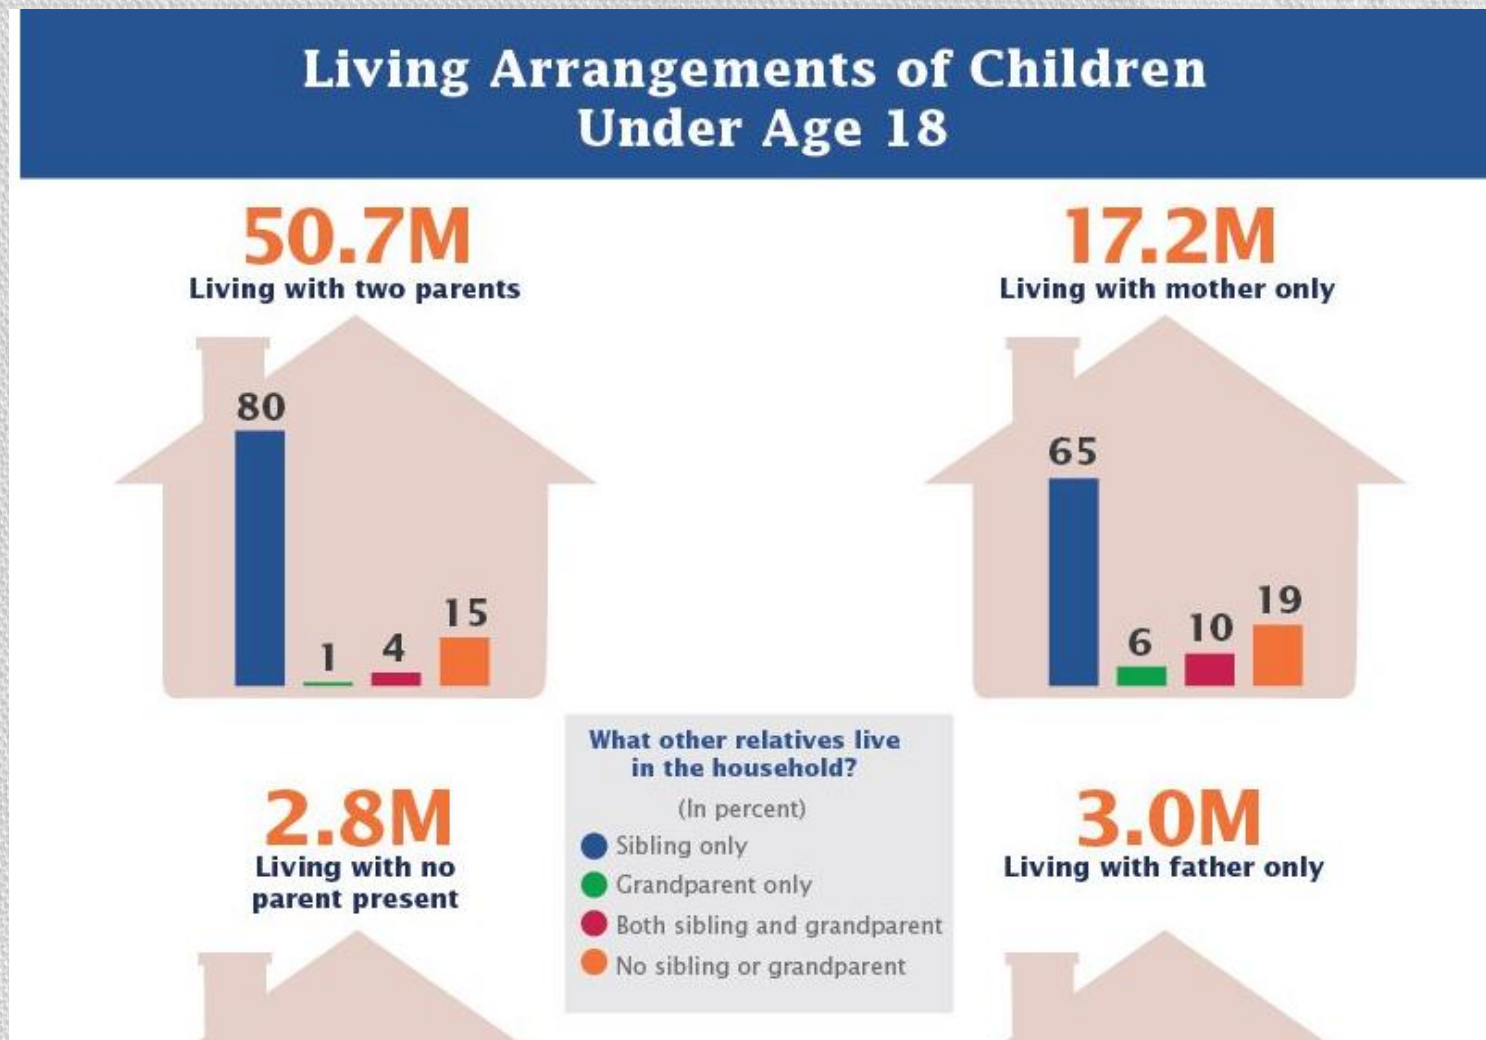 Living Arrangements of Children
Under Age 18
50.7M
Living with two parents
80
1
4
15
17.2M
Living with mother only
65
6
10
19
What other relatives live
in the household?
(In percent)
Sibling only
Grandparent only
Both sibling and grandparent
No sibling or grandparent
2.8M
Living with no
parent present
3.0M
Living with father only